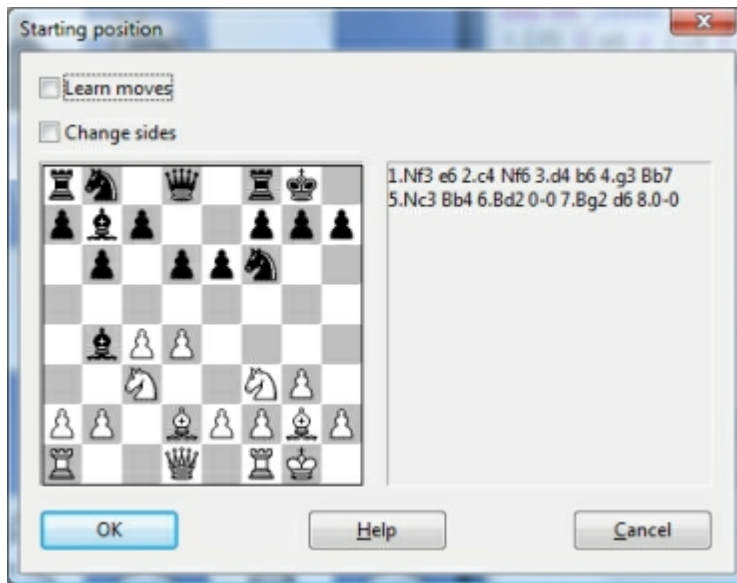 Starting position
Learn moves
Change sides
1.Nf3 e6 2.c4 Nf6 3.d4 b6 4.g3 Bb7
5.Nc3 Bb4 6.Bd2 0-0 7.Bg2 d6 8.0-0
OK
Help
Cancel